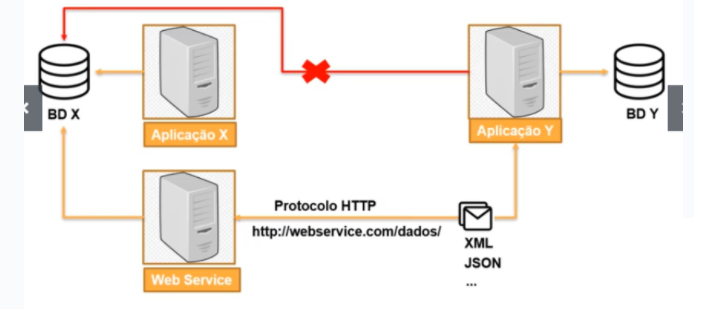 BD X
Aplicação X
Aplicação Y
BD Y
Protocolo HTTP
http://webservice.com/dados/
XML
JSON
...
Web Service